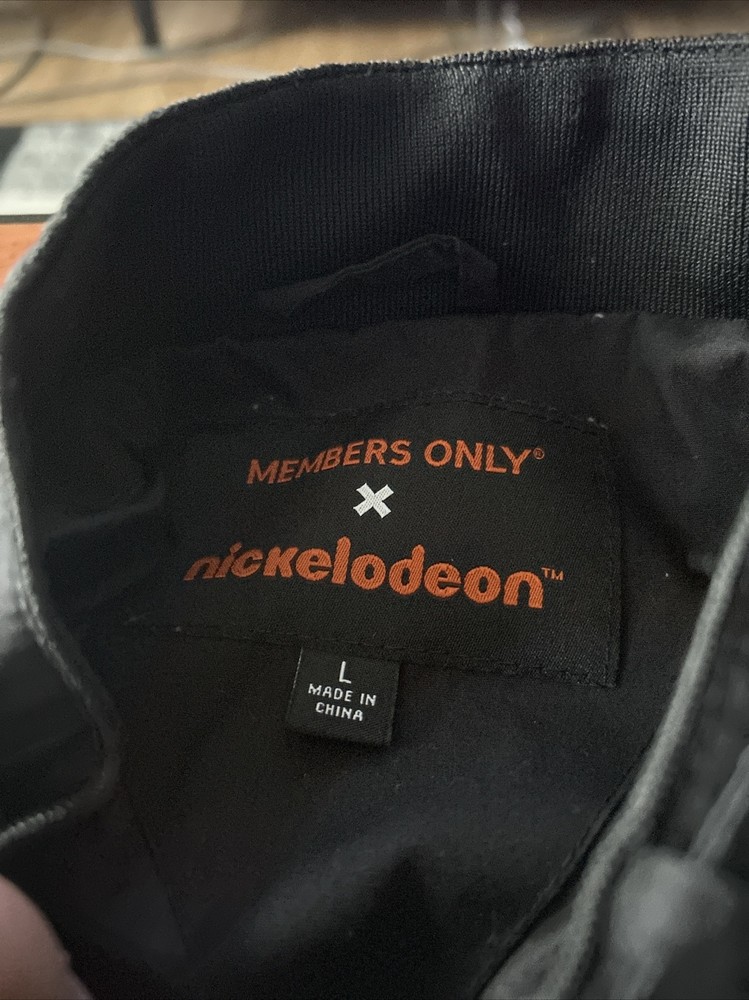 MEMBERS ONLY®
×
nickelodeon™
L
MADE IN
CHINA